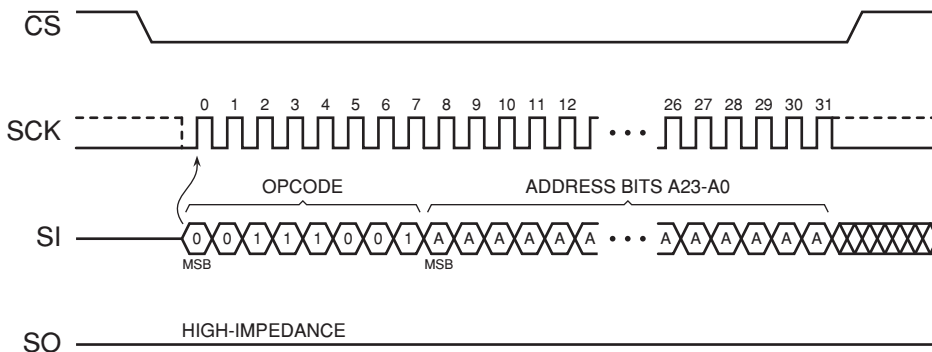 CS
0 1 2 3 4 5 6 7 8 9 10 11 12 26 27 28 29 30 31
SCK
OPCODE ADDRESS BITS A23-A0
SI 0 0 1 1 1 0 0 1 A A A A A A A A A A A A
MSB MSB
HIGH-IMPEDANCE
SO